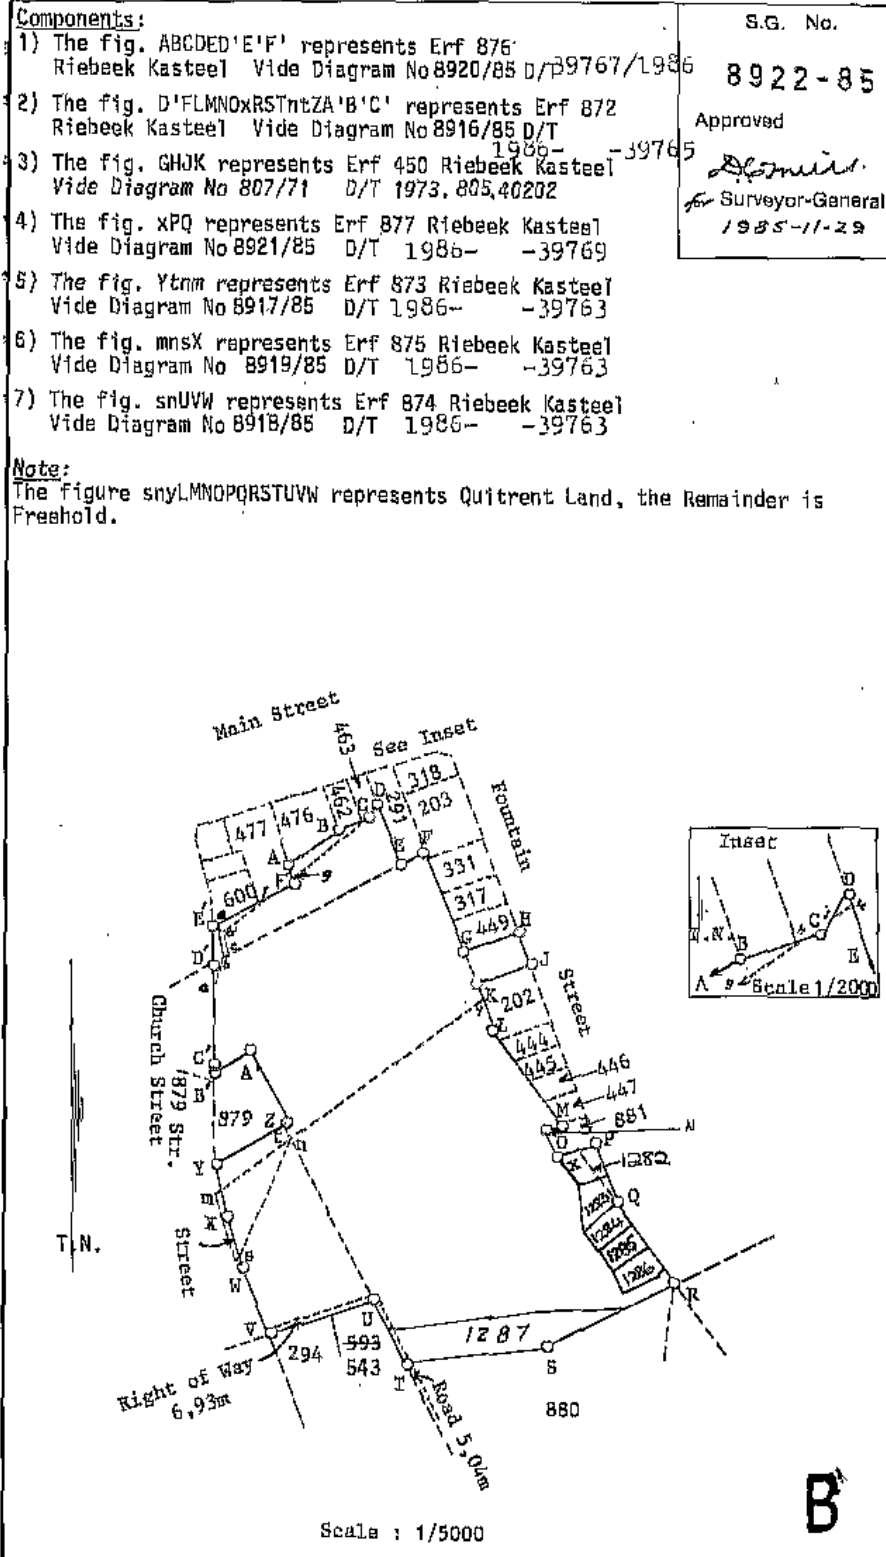 Components:
1) The fig. ABCDED'E'F' represents Erf 876
Riebeek Kasteel Vide Diagram No 8920/85 D/T 39767/1986
2) The fig. D'FLMNOxRSTntZA'B'C' represents Erf 872
Riebeek Kasteel Vide Diagram No 8916/85 D/T
1986- -39765
3) The fig. GHJK represents Erf 450 Riebeek Kasteel
Vide Diagram No 807/71 D/T 1973.805,40202
4) The fig. xPQ represents Erf 877 Riebeek Kasteel
Vide Diagram No 8921/85 D/T 1986- -39769
5) The fig. Ytnm represents Erf 873 Riebeek Kasteel
Vide Diagram No 8917/85 D/T 1986- -39763
6) The fig. mnsX represents Erf 875 Riebeek Kasteel
Vide Diagram No 8919/85 D/T 1986- -39763
7) The fig. snUVW represents Erf 874 Riebeek Kasteel
Vide Diagram No 8918/85 D/T 1986- -39763
S.G. No.
8922-85
Approved
for Surveyor-General
1985-11-29
Note:
The figure snyLMNOPQRSTUVW represents Quitrent Land, the Remainder is
Freehold.
Main Street
463
See Inset
477
476
462
291
318
203
Fountain
Street
A
B
C
D
E
F
600
F'
g
E'
D'
331
317
449
G
H
J
K
202
L
444
445
446
447
M
881
N
O
P
x
1282
Q
1283
1284
1285
1286
R
Church Street
C'
B'
A'
879 Str.
879
Z
t
n
Y
m
X
s
W
Street
T.N.
V
U
294
593
543
1287
S
T
Right of Way
6,93m
Road 5,04m
880
Inset
T.N.
A
B
C
D
E
g
Scale 1/2000
Scale : 1/5000
B